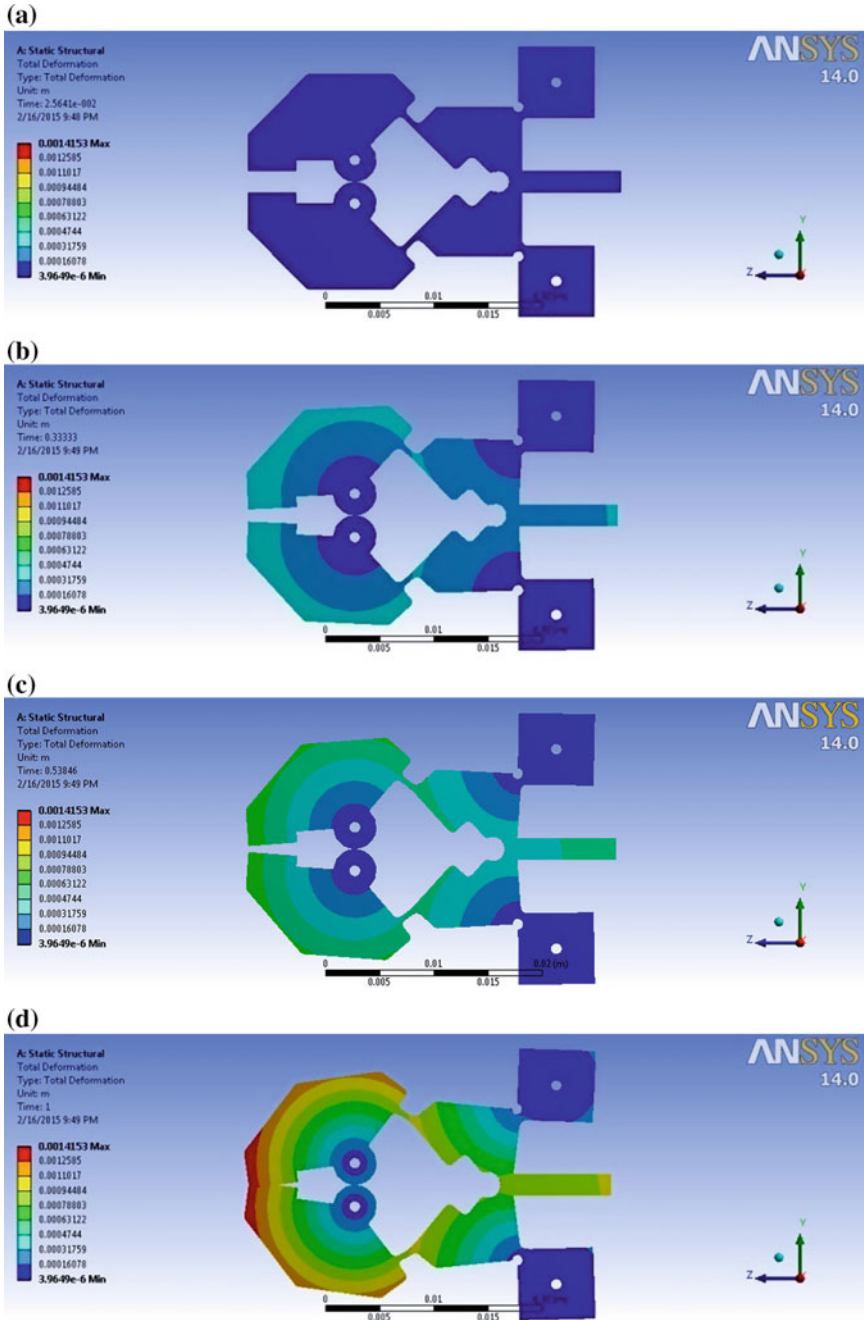 (a)
A: Static Structural
Total Deformation
Type: Total Deformation
Unit: m
Time: 2.5641e-002
2/16/2015 9:48 PM
0.0014153 Max
0.0012585
0.0011017
0.00094484
0.00078803
0.00063122
0.0004744
0.00031759
0.00016078
3.9649e-6 Min
ANSYS
14.0
0
0.01
0.005
0.015
Y
Z
(b)
A: Static Structural
Total Deformation
Type: Total Deformation
Unit: m
Time: 0.33333
2/16/2015 9:49 PM
0.0014153 Max
0.0012585
0.0011017
0.00094484
0.00078803
0.00063122
0.0004744
0.00031759
0.00016078
3.9649e-6 Min
ANSYS
14.0
0
0.01
0.005
0.015
Y
Z
(c)
A: Static Structural
Total Deformation
Type: Total Deformation
Unit: m
Time: 0.53846
2/16/2015 9:49 PM
0.0014153 Max
0.0012585
0.0011017
0.00094484
0.00078803
0.00063122
0.0004744
0.00031759
0.00016078
3.9649e-6 Min
ANSYS
14.0
0
0.01
0.02 (m)
0.005
0.015
Y
Z
(d)
A: Static Structural
Total Deformation
Type: Total Deformation
Unit: m
Time: 1
2/16/2015 9:49 PM
0.0014153 Max
0.0012585
0.0011017
0.00094484
0.00078803
0.00063122
0.0004744
0.00031759
0.00016078
3.9649e-6 Min
ANSYS
14.0
0
0.01
0.005
0.015
Y
Z